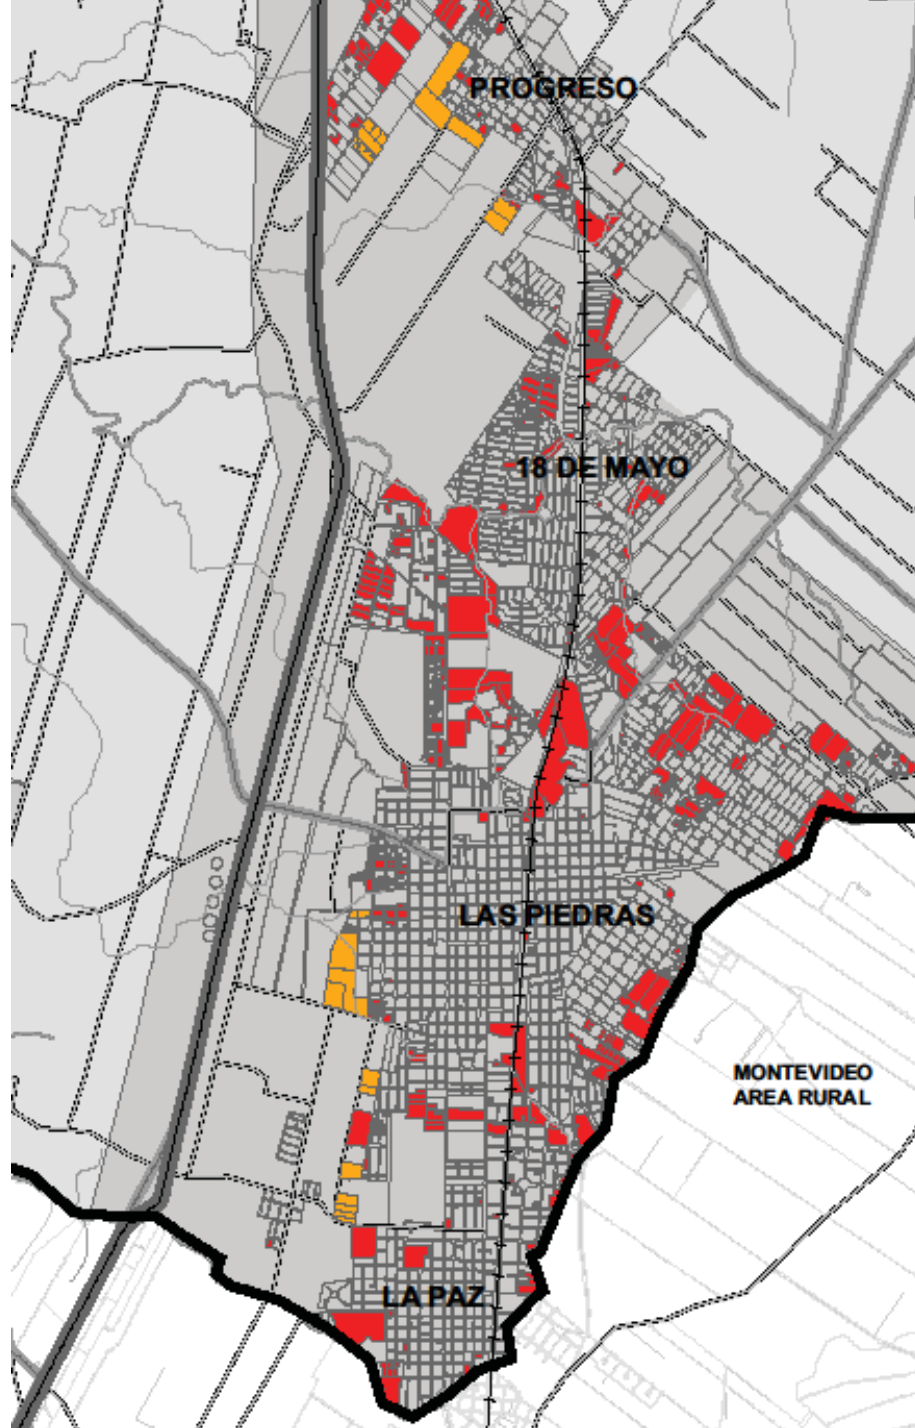 PROGRESO
18 DE MAYO
LAS PIEDRAS
MONTEVIDEO
AREA RURAL
LA PAZ